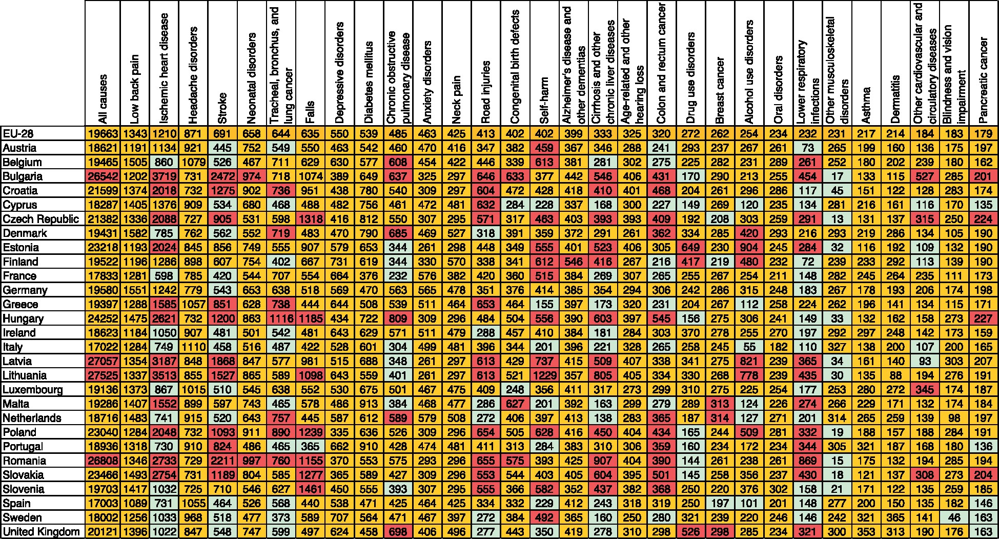 All causes
Low back pain
Ischemic heart disease
Headache disorders
Stroke
Neonatal disorders
Tracheal, bronchus, and
lung cancer
Falls
Depressive disorders
Diabetes mellitus
Chronic obstructive
pulmonary disease
Anxiety disorders
Neck pain
Road injuries
Congenital birth defects
Self-harm
Alzheimer's disease and
other dementias
Cirrhosis and other
chronic liver diseases
Age-related and other
hearing loss
Colon and rectum cancer
Drug use disorders
Breast cancer
Alcohol use disorders
Oral disorders
Lower respiratory
infections
Other musculoskeletal
disorders
Asthma
Dermatitis
Other cardiovascular and
circulatory diseases
Blindness and vision
impairment
Pancreatic cancer
EU-28 19663 1343 1210 871 691 658 644 635 550 539 485 463 425 413 402 402 399 333 325 320 272 262 254 234 232 231 217 214 184 183 179
Austria 18621 1191 1134 921 445 752 549 550 463 542 460 470 416 347 382 459 367 346 288 241 293 237 267 261 73 265 199 160 136 175 197
Belgium 19465 1505 860 1079 526 467 711 629 630 577 608 454 422 446 339 613 381 281 302 275 225 282 231 289 261 252 180 202 239 180 162
Bulgaria 26542 1202 3719 731 2472 974 718 1074 389 649 637 325 297 646 633 377 442 546 406 431 170 290 213 255 454 17 133 115 527 285 201
Croatia 21599 1374 2018 732 1275 902 736 951 438 780 540 309 297 604 472 428 418 410 401 468 204 261 296 286 117 45 151 122 128 283 174
Cyprus 18287 1405 1376 909 534 680 468 488 482 756 461 472 481 632 284 228 337 168 300 227 149 269 120 235 134 281 216 161 116 170 135
Czech Republic 21382 1336 2088 727 905 531 598 1318 416 812 550 307 295 571 317 463 403 393 393 409 192 208 303 259 291 13 131 137 315 250 224
Denmark 19431 1582 785 762 562 552 719 483 470 790 685 469 527 318 391 359 372 291 261 362 334 285 420 293 216 293 219 286 134 105 190
Estonia 23218 1193 2024 845 856 749 555 907 579 653 344 261 298 448 349 555 401 523 406 305 649 230 904 245 284 32 116 192 109 132 190
Finland 19522 1196 1286 898 607 754 402 667 731 619 344 330 570 338 341 612 546 416 267 216 417 219 480 232 72 239 233 292 113 139 190
France 17833 1281 598 785 420 544 707 554 664 376 232 576 382 420 360 515 384 269 307 265 255 267 254 211 148 282 245 264 235 111 173
Germany 19580 1551 1242 779 543 653 638 518 569 470 563 565 478 351 376 414 385 354 294 306 242 286 315 248 183 267 178 193 206 174 198
Greece 19397 1288 1585 1057 851 628 738 444 644 508 539 511 464 653 464 155 397 173 320 231 204 267 112 258 224 262 196 141 134 115 171
Hungary 24252 1475 2621 732 1200 863 1116 1185 434 722 809 309 296 484 504 556 390 603 397 545 156 275 306 241 149 33 132 162 158 273 227
Ireland 18623 1184 1050 907 481 501 542 481 643 629 571 511 479 288 457 410 384 181 284 303 370 278 255 270 197 292 297 248 142 173 159
Italy 17022 1284 749 1110 458 516 487 422 528 601 304 499 481 396 344 201 396 221 328 265 258 245 55 182 110 327 138 200 107 200 165
Latvia 27057 1354 3187 848 1868 847 577 981 515 688 348 261 297 613 429 737 415 509 407 338 341 275 821 239 365 34 161 140 93 303 207
Lithuania 27525 1337 3513 855 1527 865 589 1098 643 559 401 261 297 613 521 1229 357 805 405 334 330 268 778 239 435 30 135 88 194 276 191
Luxembourg 19136 1373 867 1015 510 545 638 552 530 675 501 467 475 409 248 356 411 317 273 299 310 275 225 254 177 253 280 272 345 174 187
Malta 19286 1407 1552 899 597 743 465 578 486 913 384 468 477 286 627 201 392 163 299 279 289 313 124 226 274 266 229 171 132 174 184
Netherlands 18716 1483 741 915 520 643 757 445 587 612 589 579 508 272 406 397 413 138 283 365 187 314 127 271 201 314 265 259 139 98 197
Poland 23040 1284 2048 732 1093 911 890 1239 335 636 526 309 296 654 505 628 416 450 404 434 165 244 509 281 332 19 188 157 188 284 191
Portugal 18936 1318 730 910 824 486 465 365 662 910 428 474 481 411 313 284 383 310 306 359 160 234 172 234 344 305 321 187 168 180 136
Romania 26808 1346 2733 729 2211 997 760 1155 370 553 575 293 296 655 575 393 425 907 404 390 144 261 238 261 869 15 175 132 194 285 194
Slovakia 23466 1493 2754 731 1189 804 585 1277 365 589 427 309 296 553 544 403 405 604 395 501 145 258 356 237 430 18 121 137 308 273 204
Slovenia 19703 1417 1032 725 710 546 627 1461 450 555 393 307 295 555 366 582 352 437 382 368 250 220 376 302 158 21 171 122 135 259 185
Spain 17003 1089 731 1055 464 526 568 440 538 471 425 464 425 334 332 229 412 243 318 319 250 197 101 201 148 277 200 150 135 182 146
Sweden 18002 1256 1033 968 518 477 373 589 707 564 471 467 397 272 384 492 365 160 250 280 321 239 220 246 146 242 321 365 141 46 163
United Kingdom 20121 1396 1022 847 548 747 599 497 624 458 698 406 496 277 443 350 419 278 310 298 526 298 285 234 321 300 353 313 190 176 163